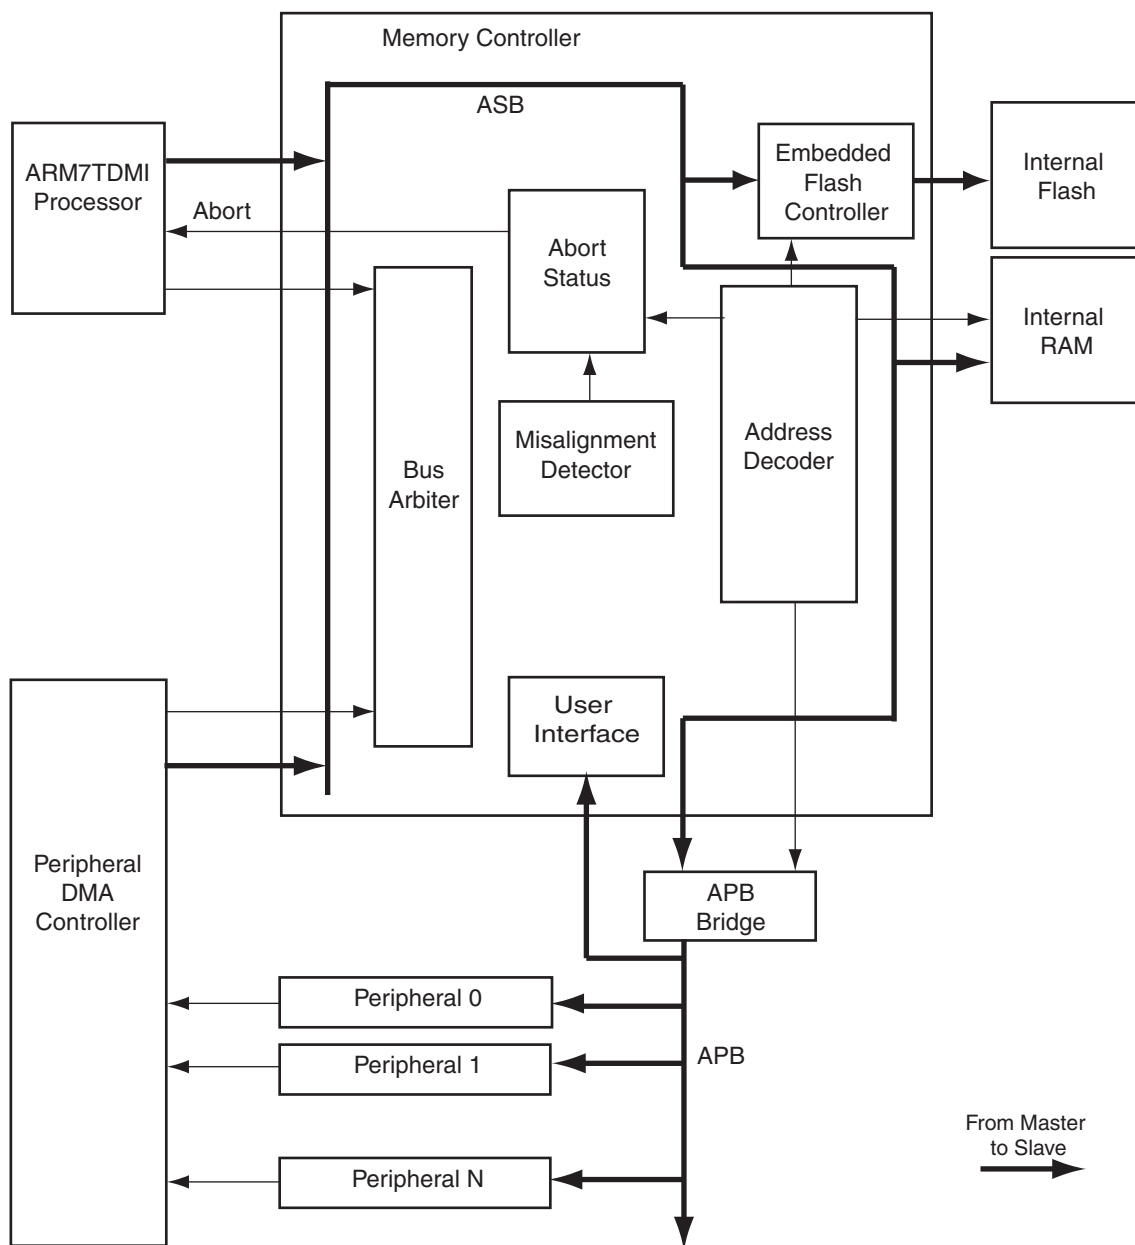 Memory Controller
ASB
ARM7TDMI
Processor
Abort
Embedded
Flash
Controller
Internal
Flash
Abort
Status
Internal
RAM
Misalignment
Detector
Address
Decoder
Bus
Arbiter
User
Interface
Peripheral
DMA
Controller
APB
Bridge
Peripheral 0
Peripheral 1
APB
Peripheral N
From Master
to Slave